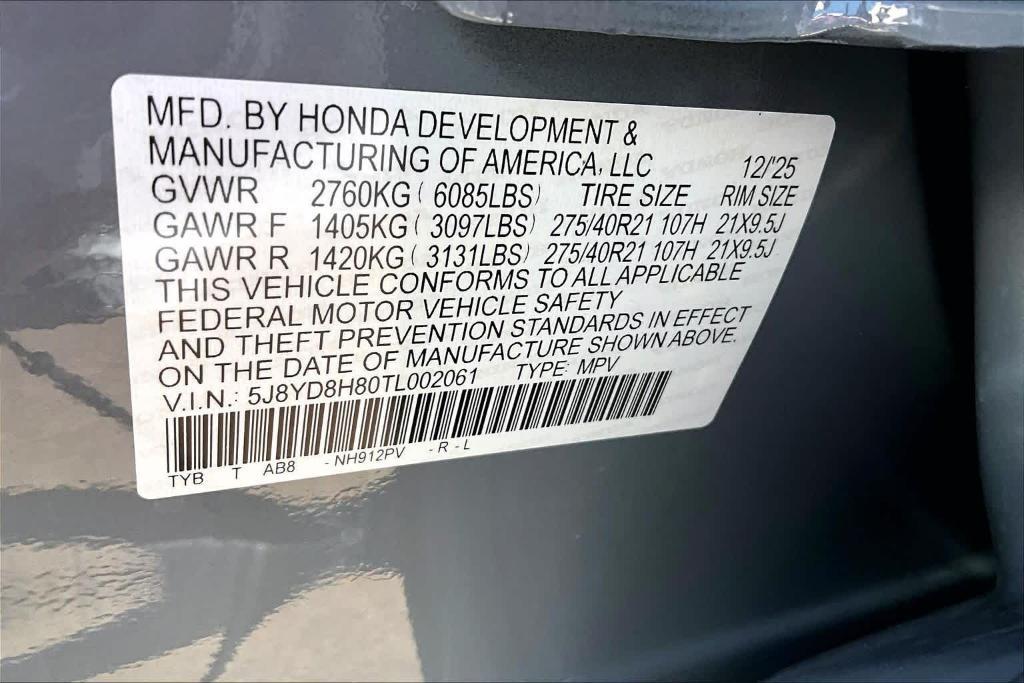 MFD. BY HONDA DEVELOPMENT &
MANUFACTURING OF AMERICA, LLC 12/'25
GVWR 2760KG ( 6085LBS) TIRE SIZE RIM SIZE
GAWR F 1405KG ( 3097LBS) 275/40R21 107H 21X9.5J
GAWR R 1420KG ( 3131LBS) 275/40R21 107H 21X9.5J
THIS VEHICLE CONFORMS TO ALL APPLICABLE
FEDERAL MOTOR VEHICLE SAFETY
AND THEFT PREVENTION STANDARDS IN EFFECT
ON THE DATE OF MANUFACTURE SHOWN ABOVE.
V.I.N.: 5J8YD8H80TL002061 TYPE: MPV
TYB T AB8 - NH912PV - R - L